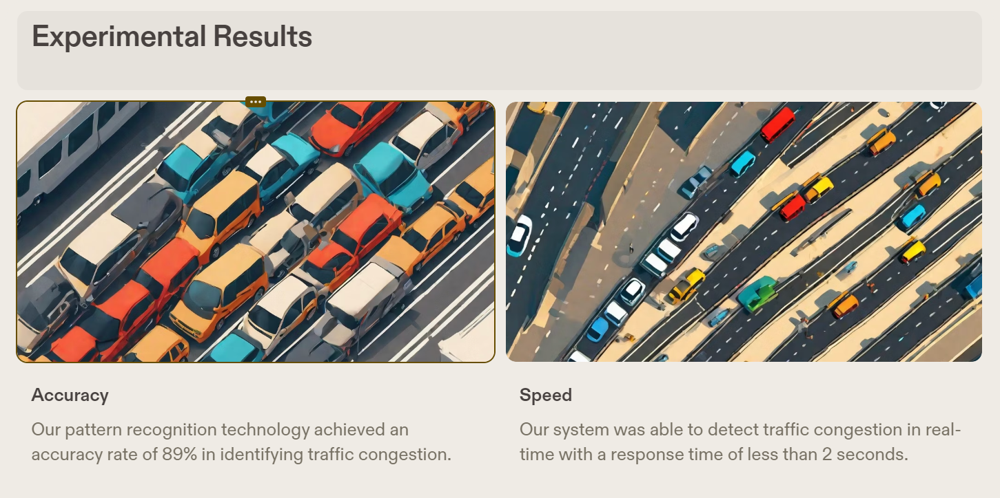 Experimental Results
Accuracy
Our pattern recognition technology achieved an
accuracy rate of 89% in identifying traffic congestion.
Speed
Our system was able to detect traffic congestion in real-
time with a response time of less than 2 seconds.